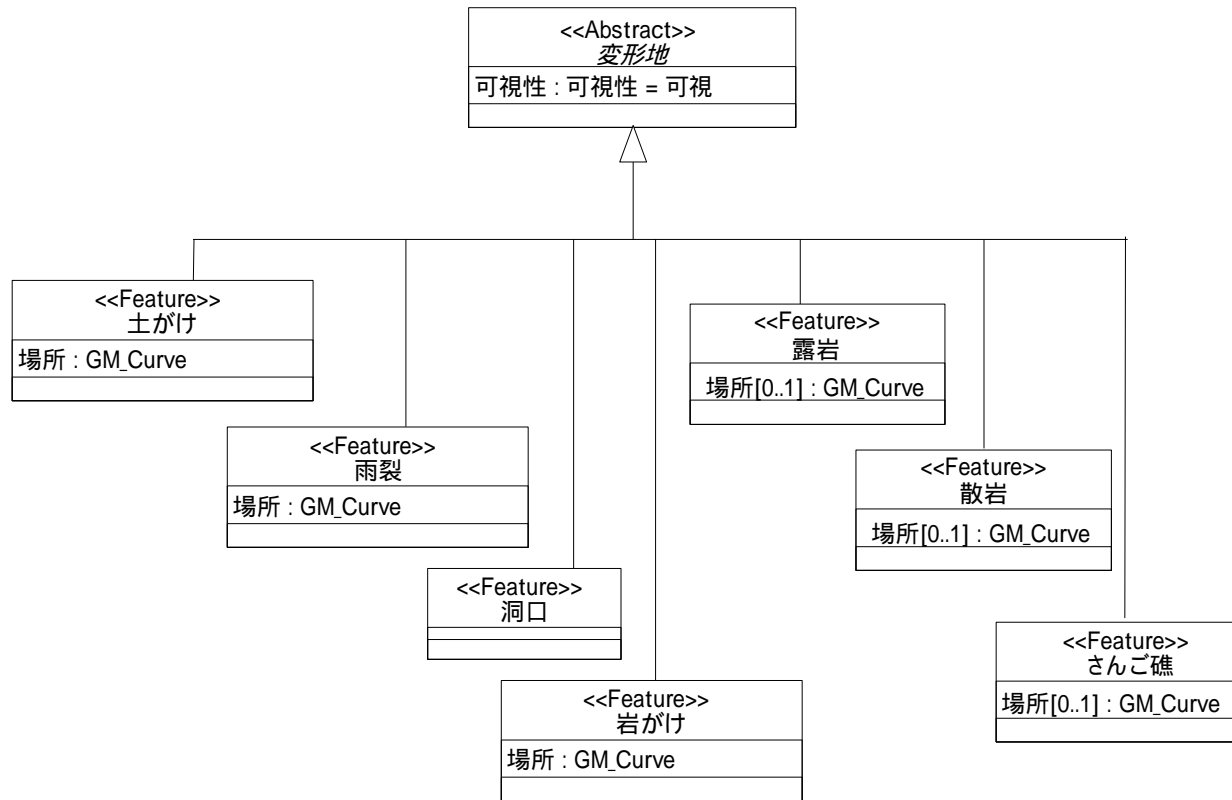 <<Abstract>>
変形地
可視性 : 可視性 = 可視
<<Feature>>
土がけ
場所 : GM_Curve
<<Feature>>
雨裂
場所 : GM_Curve
<<Feature>>
洞口
<<Feature>>
岩がけ
場所 : GM_Curve
<<Feature>>
露岩
場所[0..1] : GM_Curve
<<Feature>>
散岩
場所[0..1] : GM_Curve
<<Feature>>
さんご礁
場所[0..1] : GM_Curve